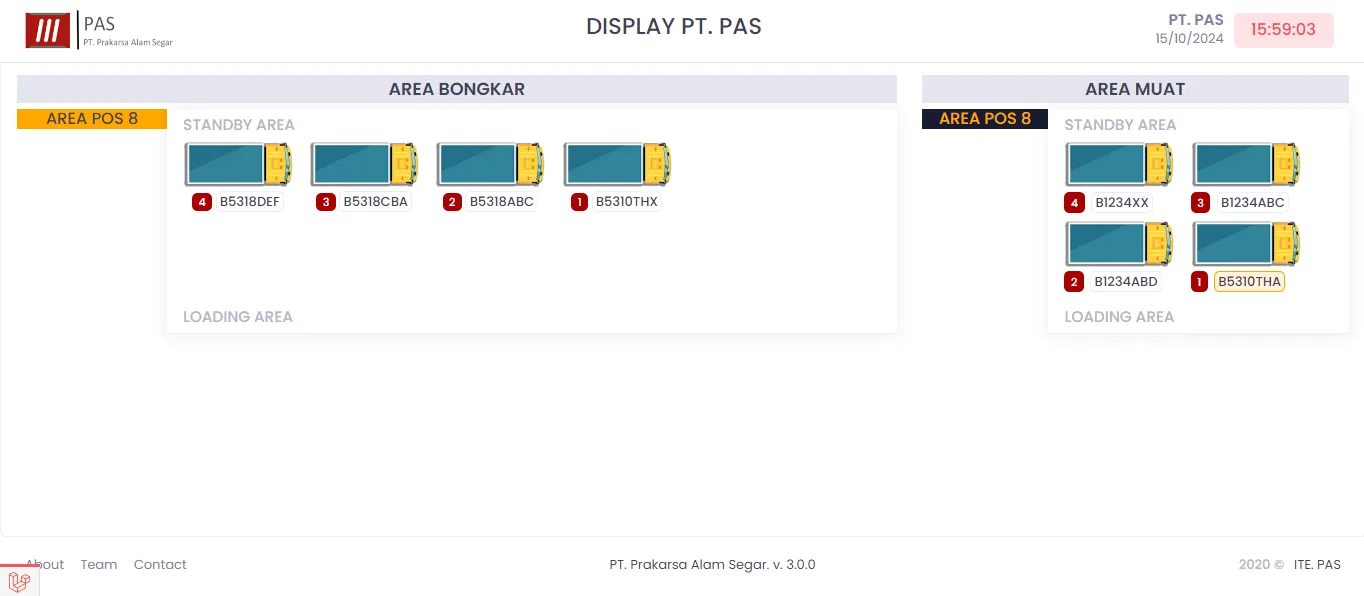 PAS
PT. Prakarsa Alam Segar
DISPLAY PT. PAS
PT. PAS
15/10/2024
15:59:03
AREA BONGKAR
AREA POS 8
STANDBY AREA
4 B5318DEF 3 B5318CBA 2 B5318ABC 1 B5310THX
LOADING AREA
AREA MUAT
AREA POS 8
STANDBY AREA
4 B1234XX 3 B1234ABC
2 B1234ABD 1 B5310THA
LOADING AREA
About Team Contact
PT. Prakarsa Alam Segar. v. 3.0.0
2020 © ITE. PAS